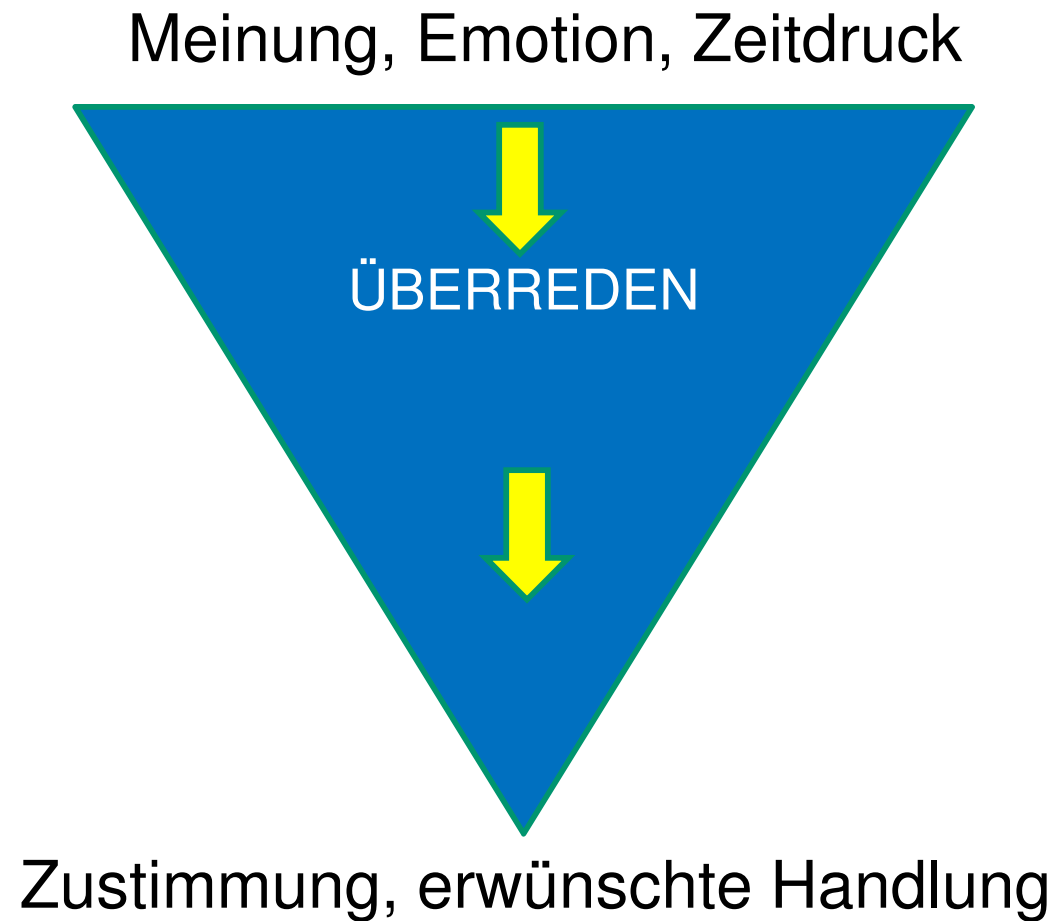 Meinung, Emotion, Zeitdruck
ÜBERREDEN
Zustimmung, erwünschte Handlung